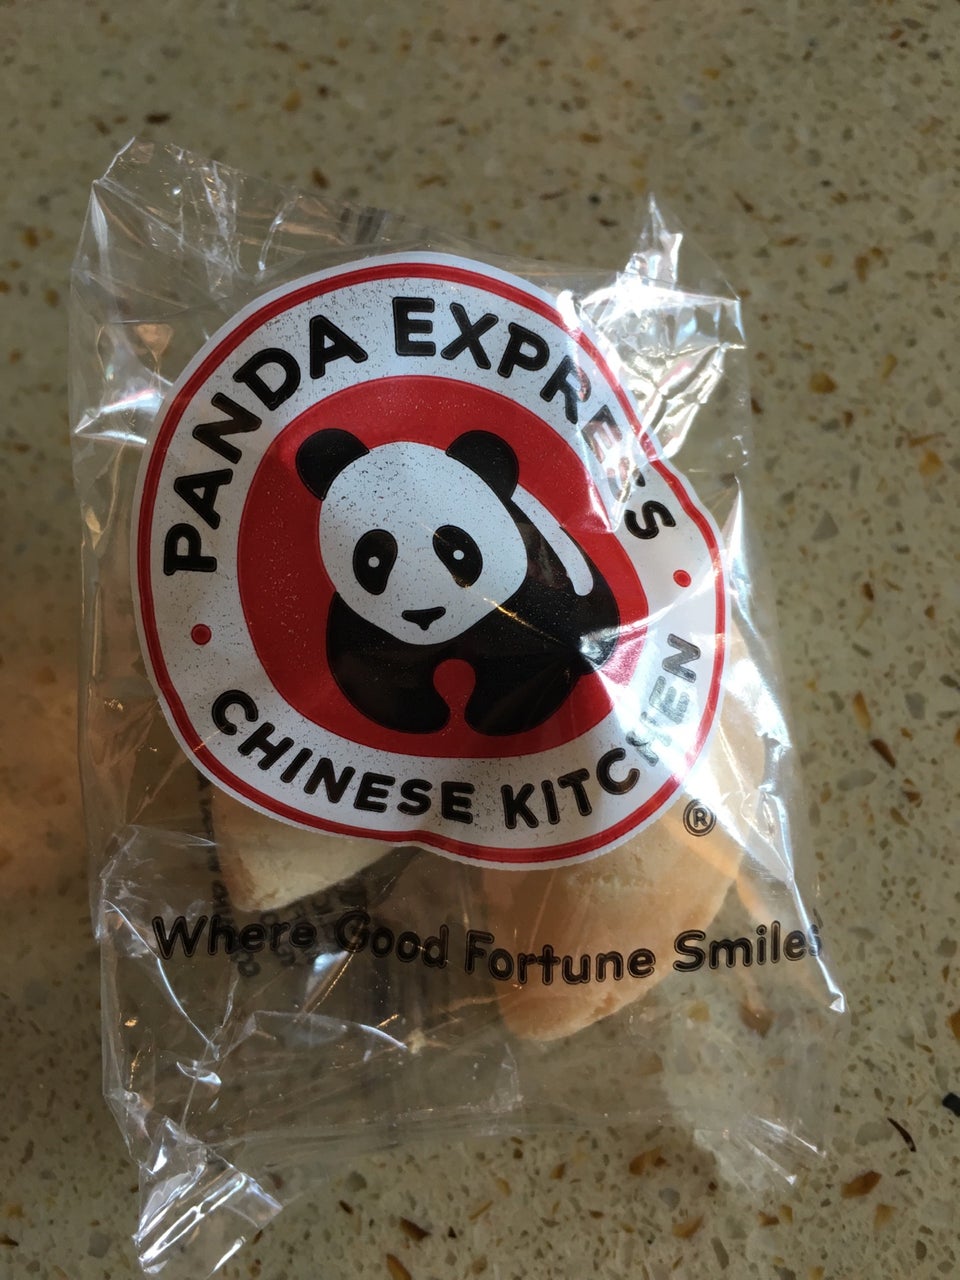 PANDA EXPRESS
CHINESE KITCHEN
®
Where Good Fortune Smiles